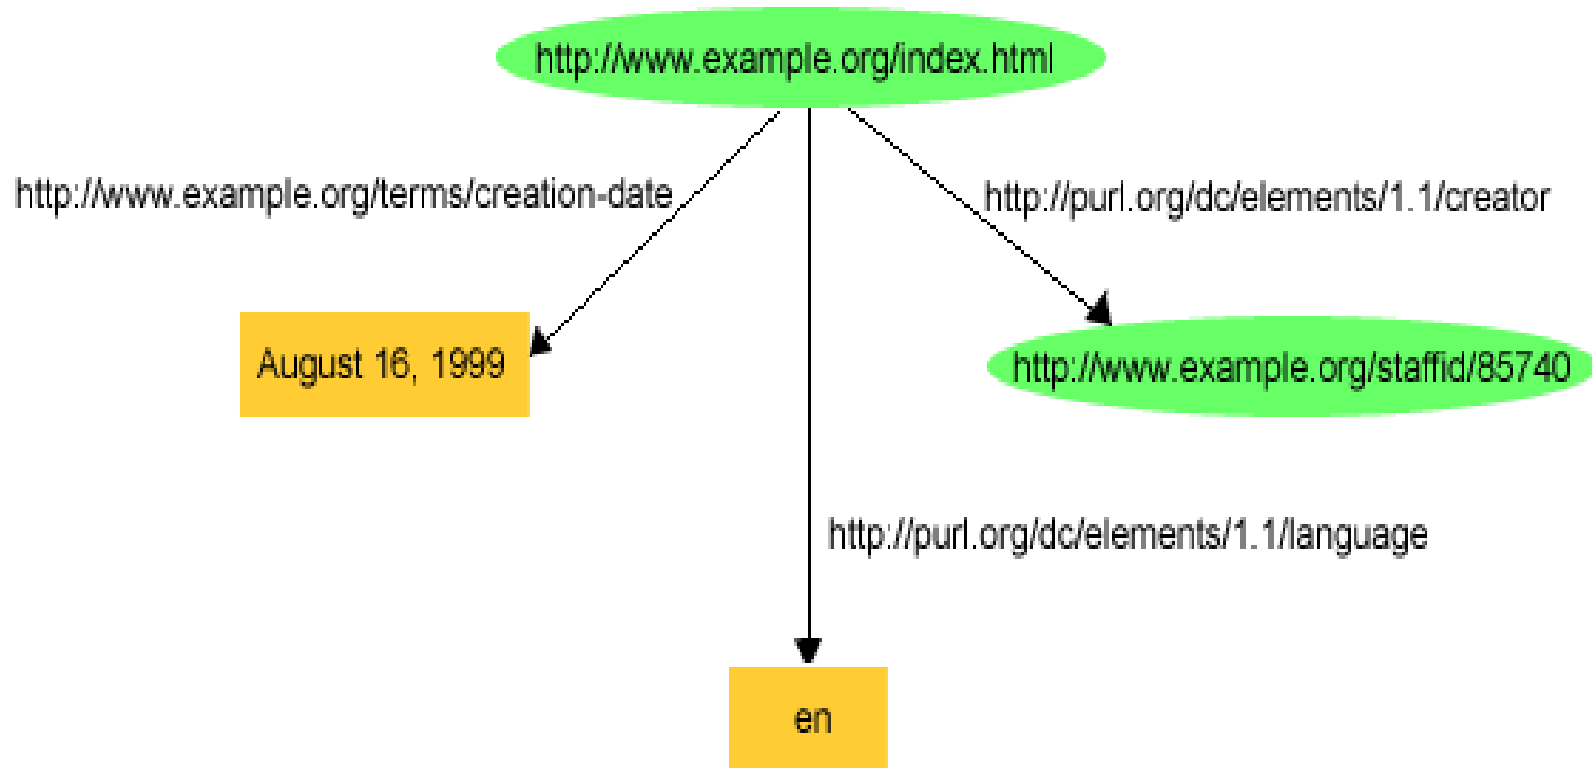 http://www.example.org/index.html
http://www.example.org/terms/creation-date
http://purl.org/dc/elements/1.1/creator
August 16, 1999
http://www.example.org/staffid/85740
http://purl.org/dc/elements/1.1/language
en